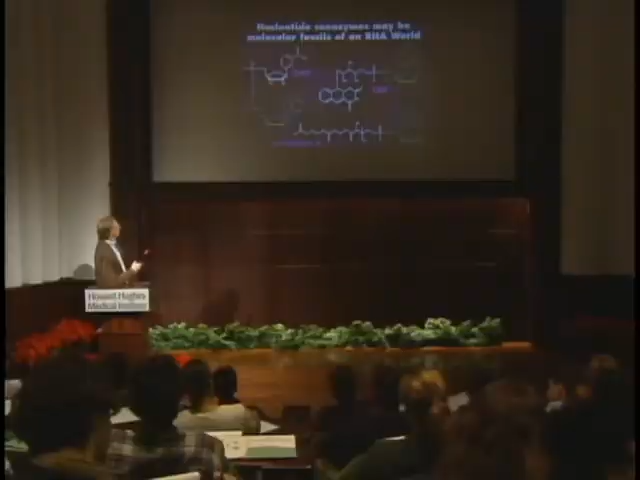 Nucleotide coenzymes may be
molecular fossils of an RNA World
Howard Hughes
Medical Institute